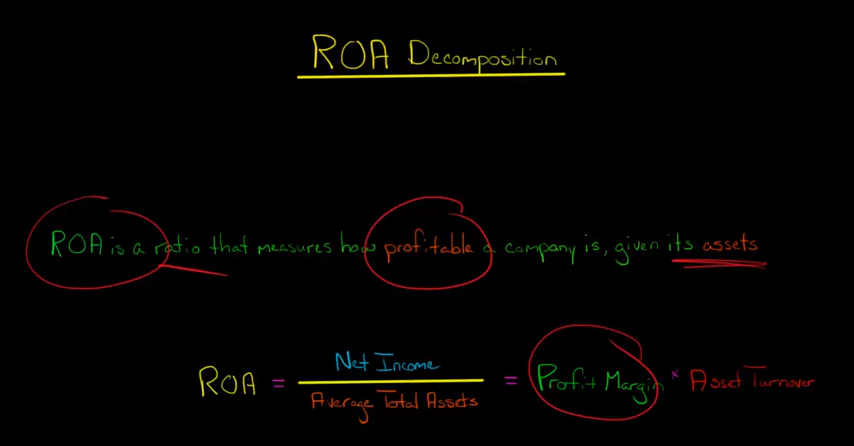 ROA Decomposition
ROA is a ratio that measures how profitable a company is, given its assets
ROA = Net Income / Average Total Assets = Profit Margin × Asset Turnover